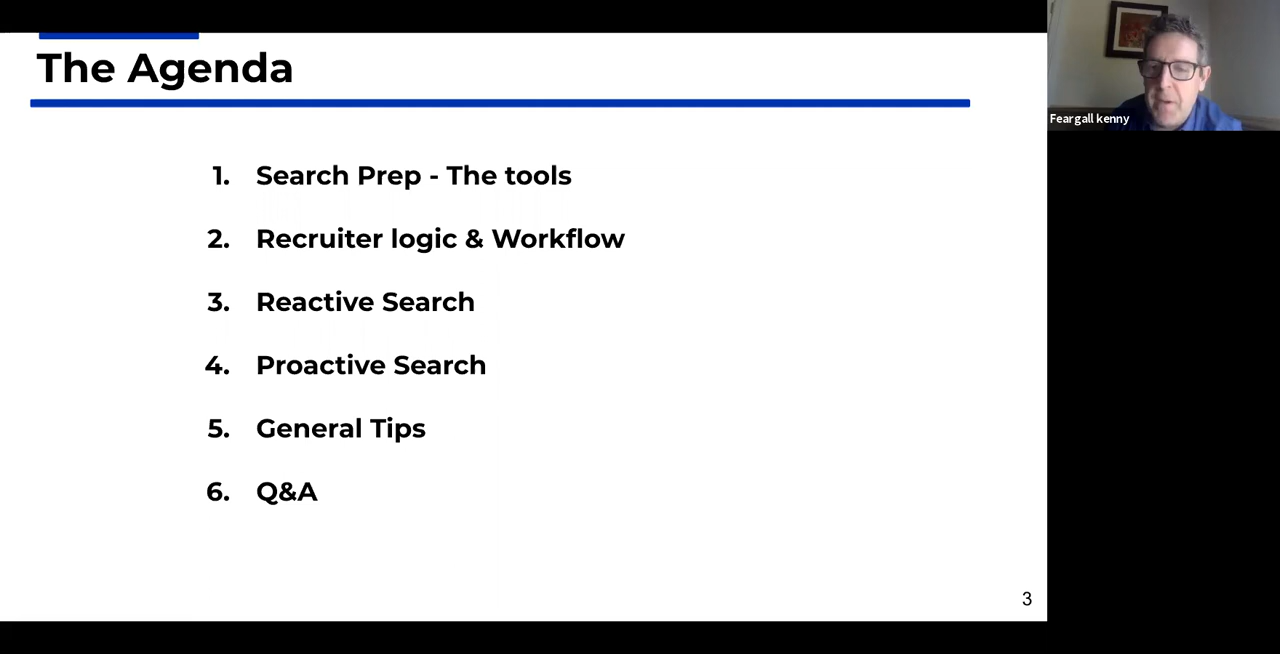 The Agenda
1. Search Prep - The tools
2. Recruiter logic & Workflow
3. Reactive Search
4. Proactive Search
5. General Tips
6. Q&A
3
Feargall kenny